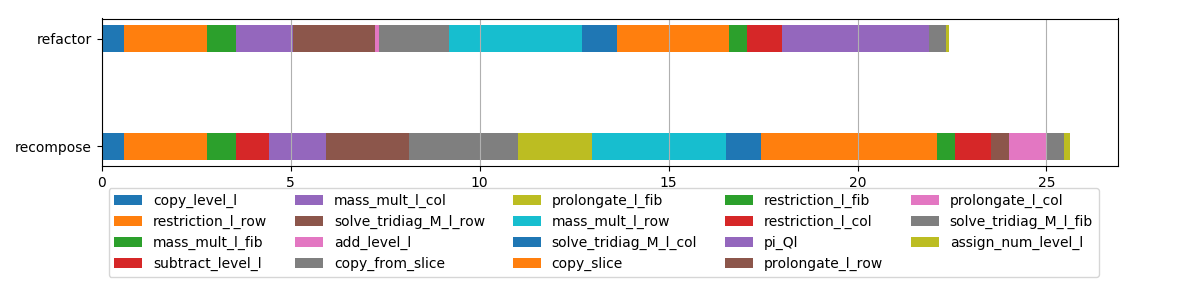 refactor
recompose
0 5 10 15 20 25
copy_level_l mass_mult_l_col prolongate_l_fib restriction_l_fib prolongate_l_col
restriction_l_row solve_tridiag_M_l_row mass_mult_l_row restriction_l_col solve_tridiag_M_l_fib
mass_mult_l_fib add_level_l solve_tridiag_M_l_col pi_Ql assign_num_level_l
subtract_level_l copy_from_slice copy_slice prolongate_l_row